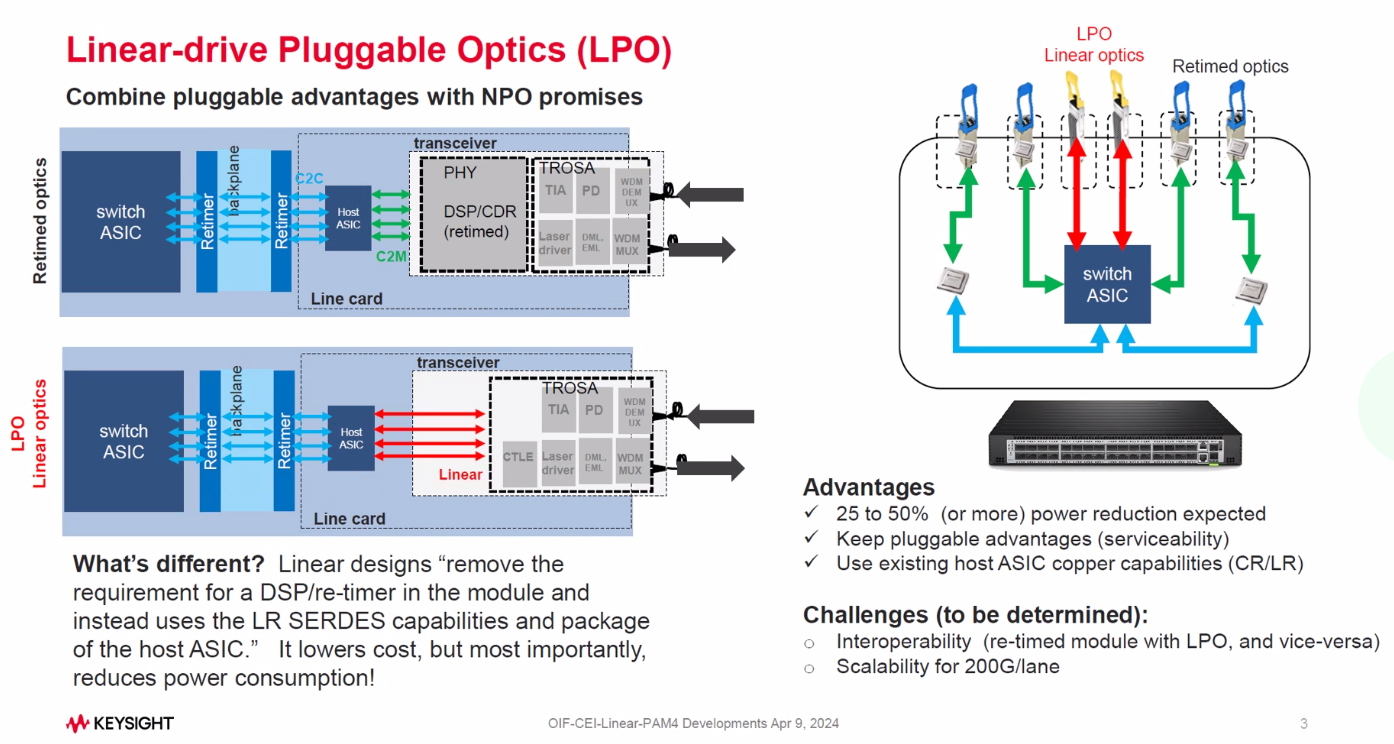 Linear-drive Pluggable Optics (LPO)
Combine pluggable advantages with NPO promises
Retimed optics
switch
ASIC
Retimer
backplane
Retimer
C2C
Host
ASIC
C2M
Line card
transceiver
PHY
DSP/CDR
(retimed)
TROSA
TIA
PD
WDM
DEM
UX
Laser
driver
DML,
EML
WDM
MUX
LPO
Linear optics
switch
ASIC
Retimer
backplane
Retimer
Host
ASIC
Linear
Line card
transceiver
TROSA
TIA
PD
WDM
DEM
UX
CTLE
Laser
driver
DML,
EML
WDM
MUX
What's different? Linear designs “remove the
requirement for a DSP/re-timer in the module and
instead uses the LR SERDES capabilities and package
of the host ASIC.” It lowers cost, but most importantly,
reduces power consumption!
LPO
Linear optics
Retimed optics
switch
ASIC
Advantages
✓ 25 to 50% (or more) power reduction expected
✓ Keep pluggable advantages (serviceability)
✓ Use existing host ASIC copper capabilities (CR/LR)
Challenges (to be determined):
○ Interoperability (re-timed module with LPO, and vice-versa)
○ Scalability for 200G/lane
KEYSIGHT
OIF-CEI-Linear-PAM4 Developments Apr 9, 2024
3